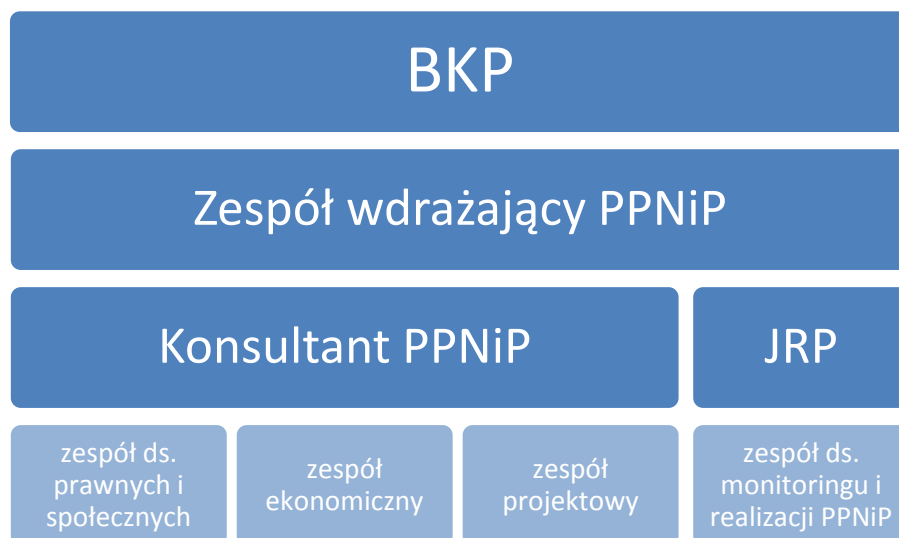 BKP
Zespół wdrażający PPNiP
Konsultant PPNiP
JRP
zespół ds.
prawnych i
społecznych
zespół
ekonomiczny
zespół
projektowy
zespół ds.
monitoringu i
realizacji PPNiP